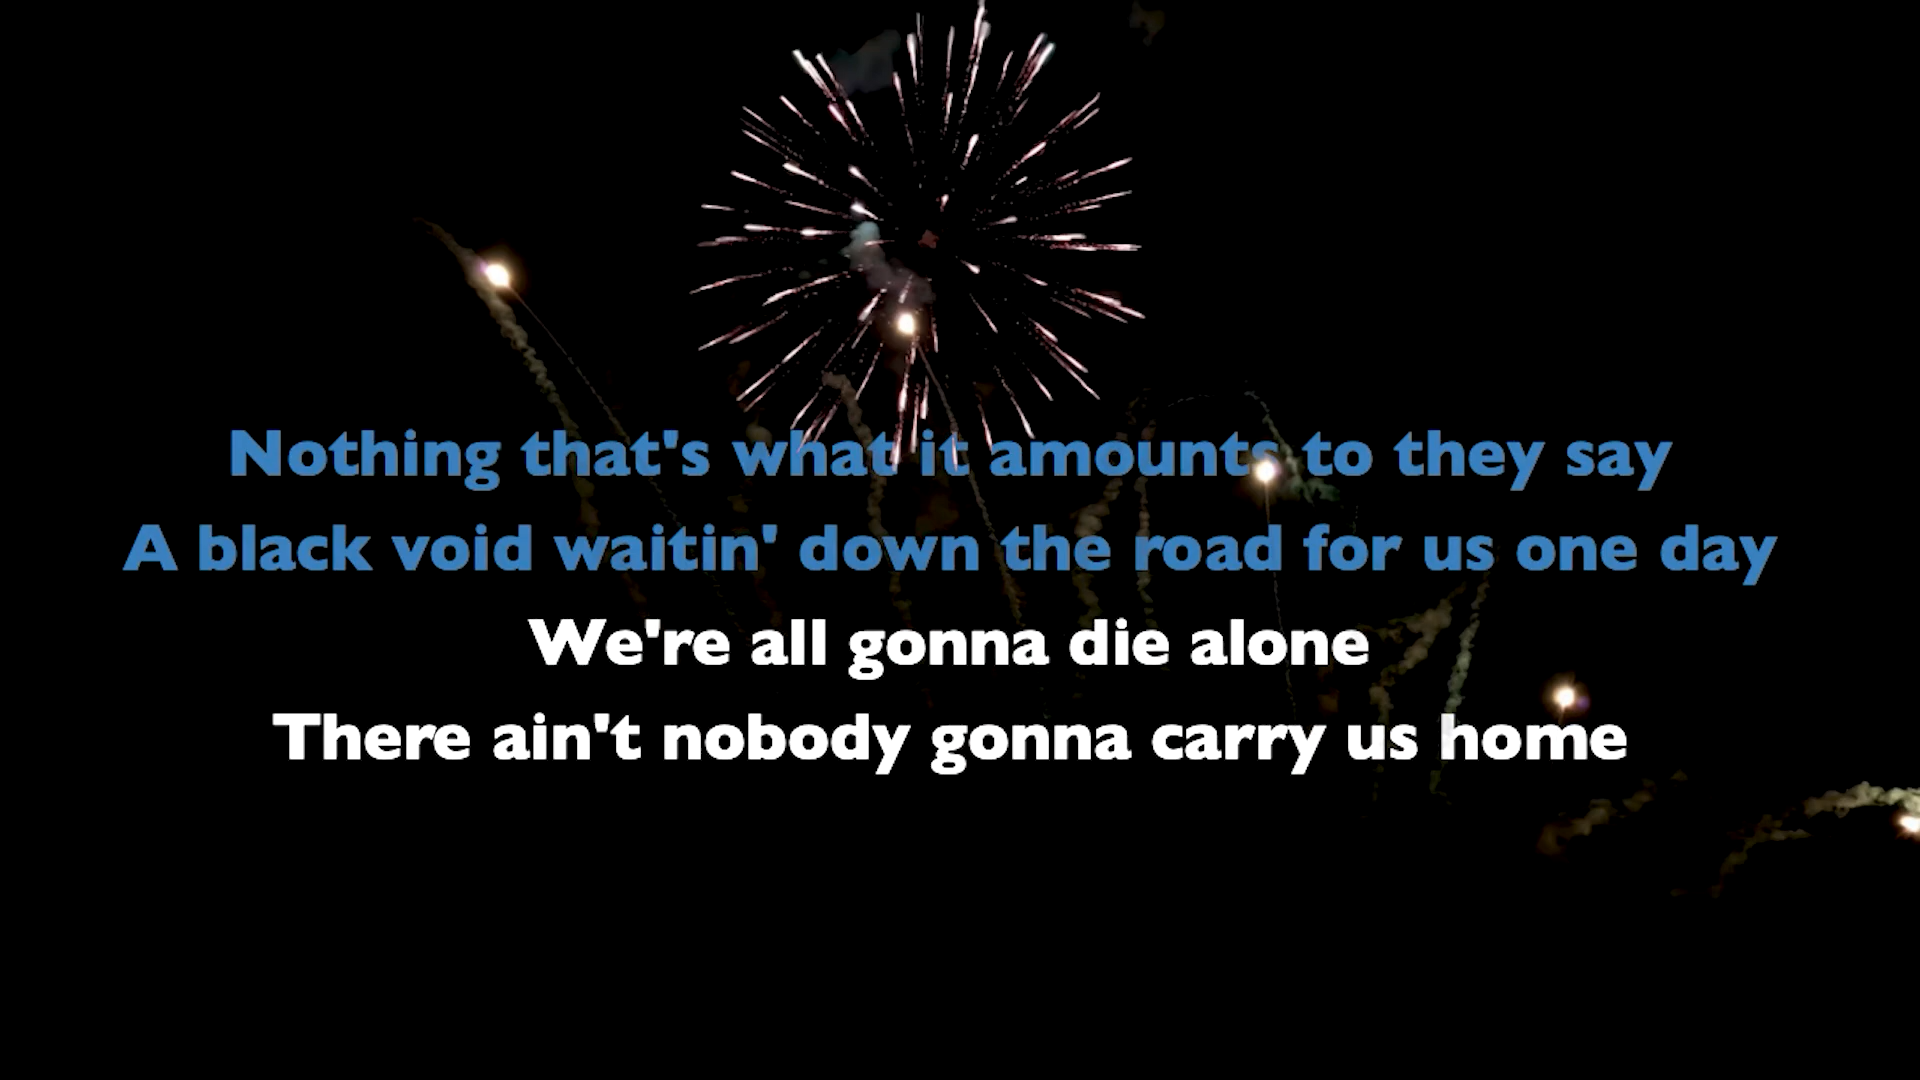 Nothing that's what it amounts to they say
A black void waitin' down the road for us one day
We're all gonna die alone
There ain't nobody gonna carry us home